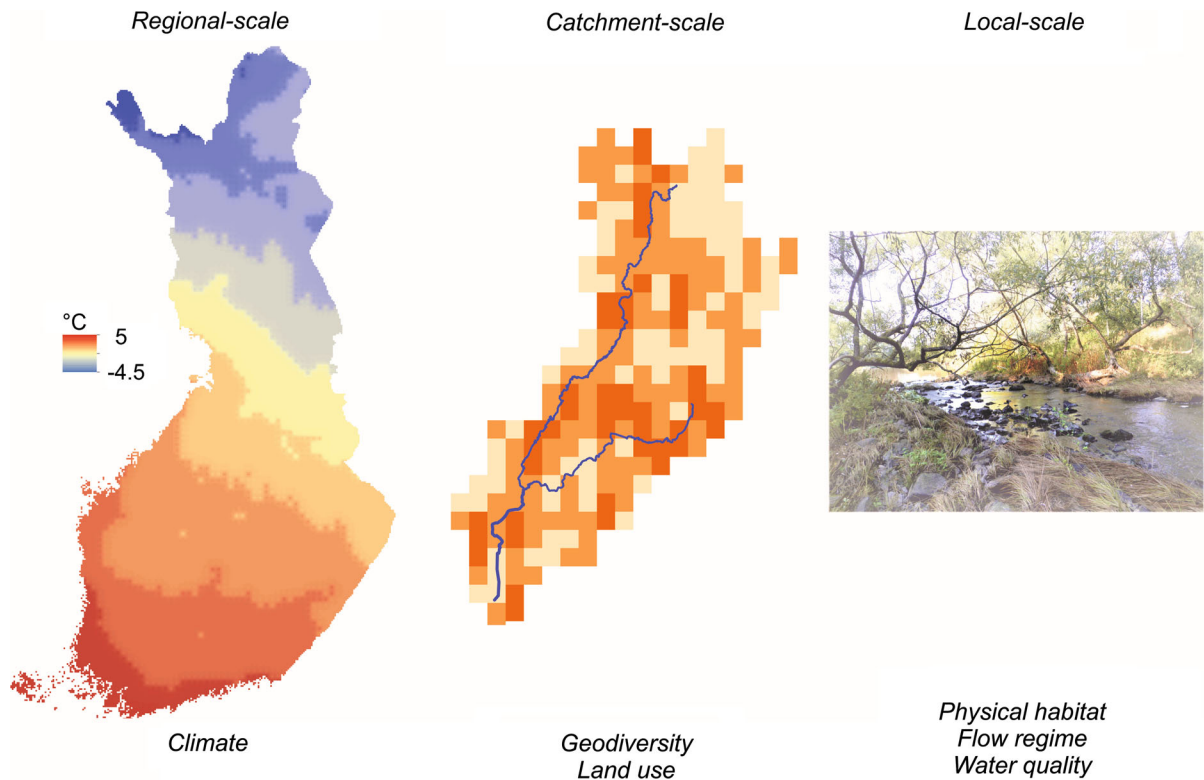 Regional-scale
Catchment-scale
Local-scale
°C
5
-4.5
Climate
Geodiversity
Land use
Physical habitat
Flow regime
Water quality